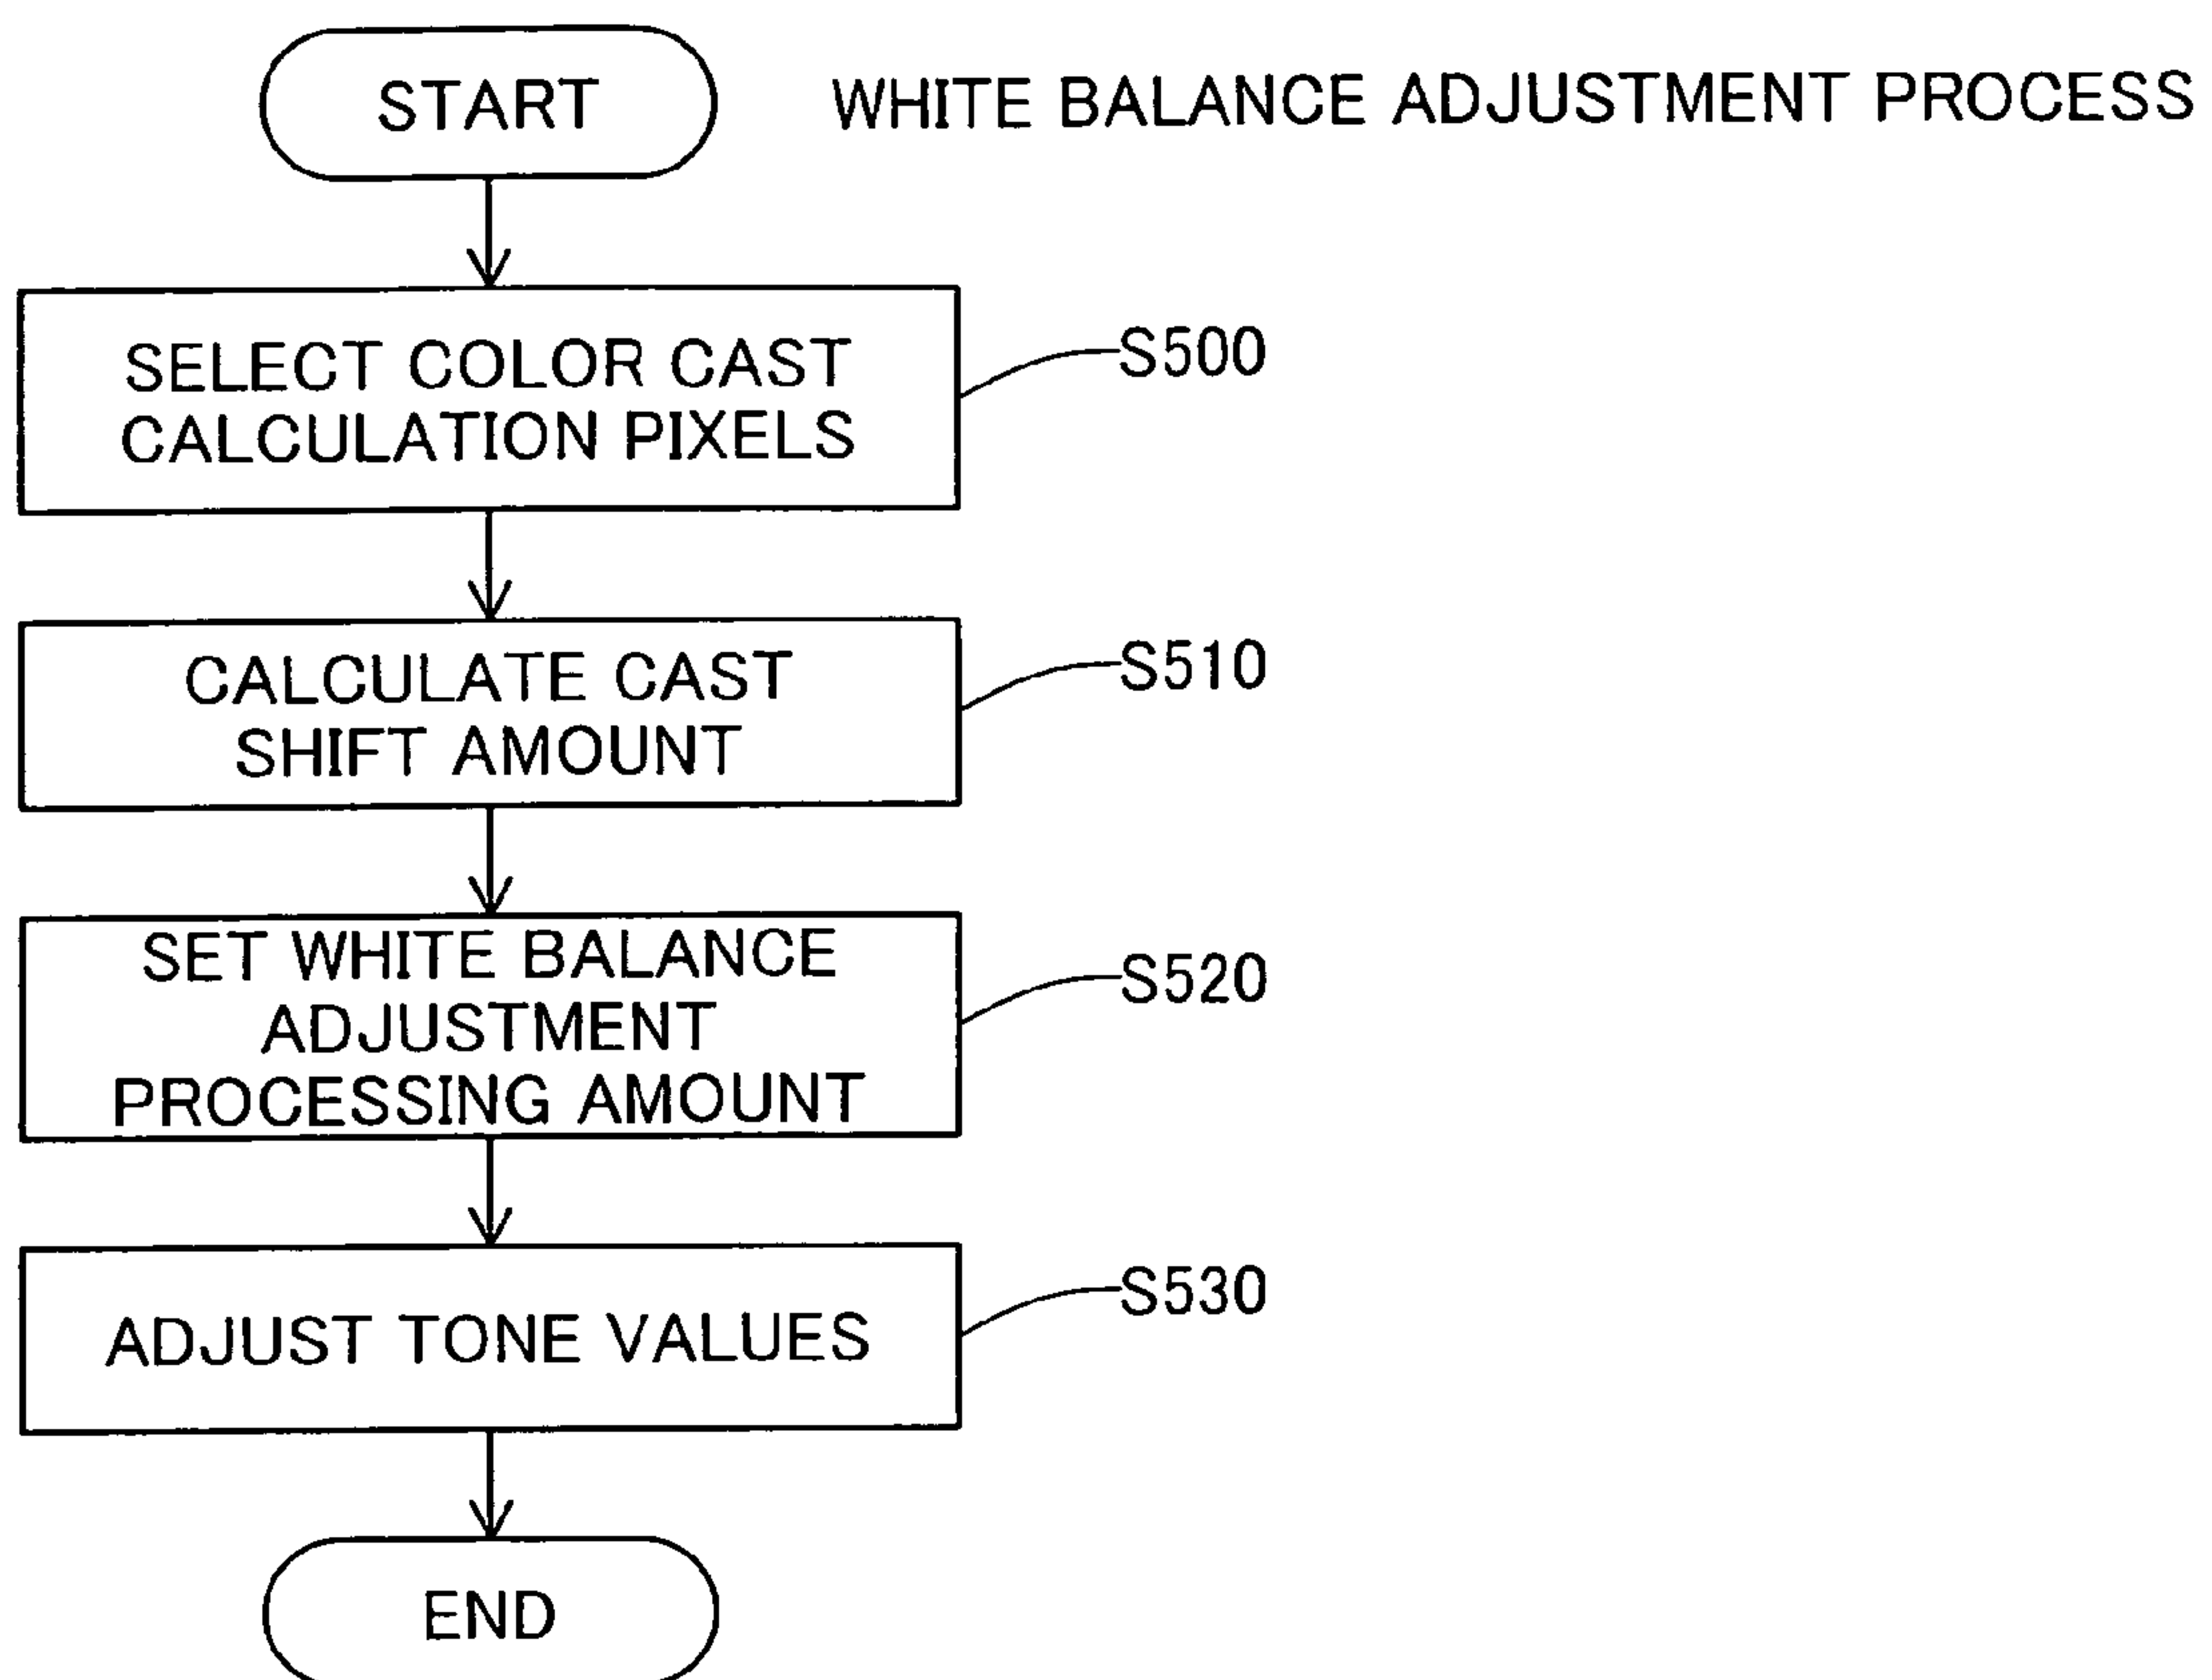 START
WHITE BALANCE ADJUSTMENT PROCESS
SELECT COLOR CAST
CALCULATION PIXELS
S500
CALCULATE CAST
SHIFT AMOUNT
S510
SET WHITE BALANCE
ADJUSTMENT
PROCESSING AMOUNT
S520
ADJUST TONE VALUES
S530
END